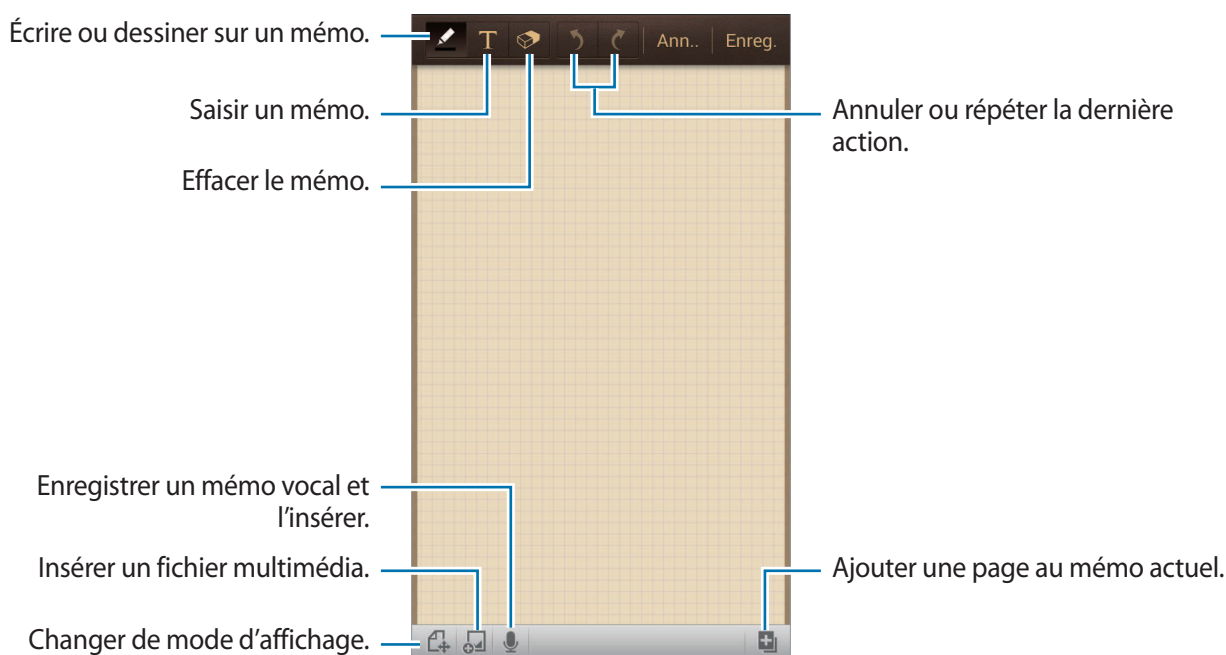 Écrire ou dessiner sur un mémo.
T
Ann..
Enreg.
Saisir un mémo.
Annuler ou répéter la dernière
action.
Effacer le mémo.
Enregistrer un mémo vocal et
l’insérer.
Insérer un fichier multimédia.
Ajouter une page au mémo actuel.
Changer de mode d’affichage.